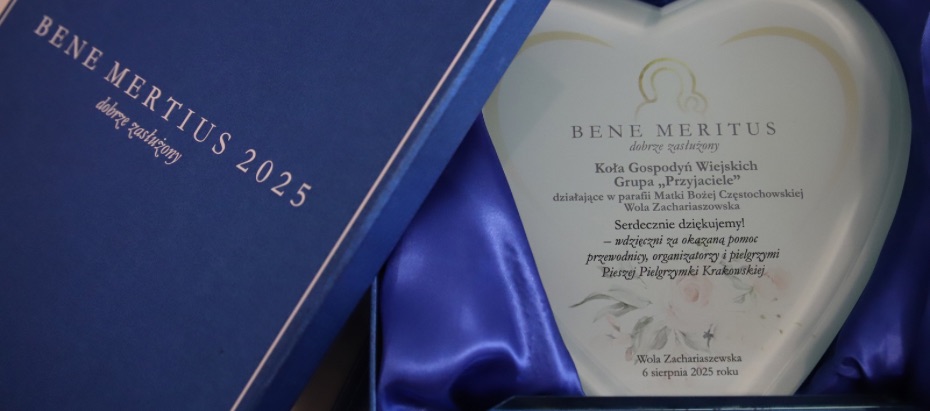 BENE MERTIUS 2025
dobrze zasłużony
BENE MERITUS
dobrze zasłużony
Koła Gospodyń Wiejskich
Grupa „Przyjaciele”
działające w parafii Matki Bożej Częstochowskiej
Wola Zachariaszowska
Serdecznie dziękujemy!
– wdzięczni za okazaną pomoc
przewodnicy, organizatorzy i pielgrzymi
Pieszej Pielgrzymki Krakowskiej
Wola Zachariaszewska
6 sierpnia 2025 roku